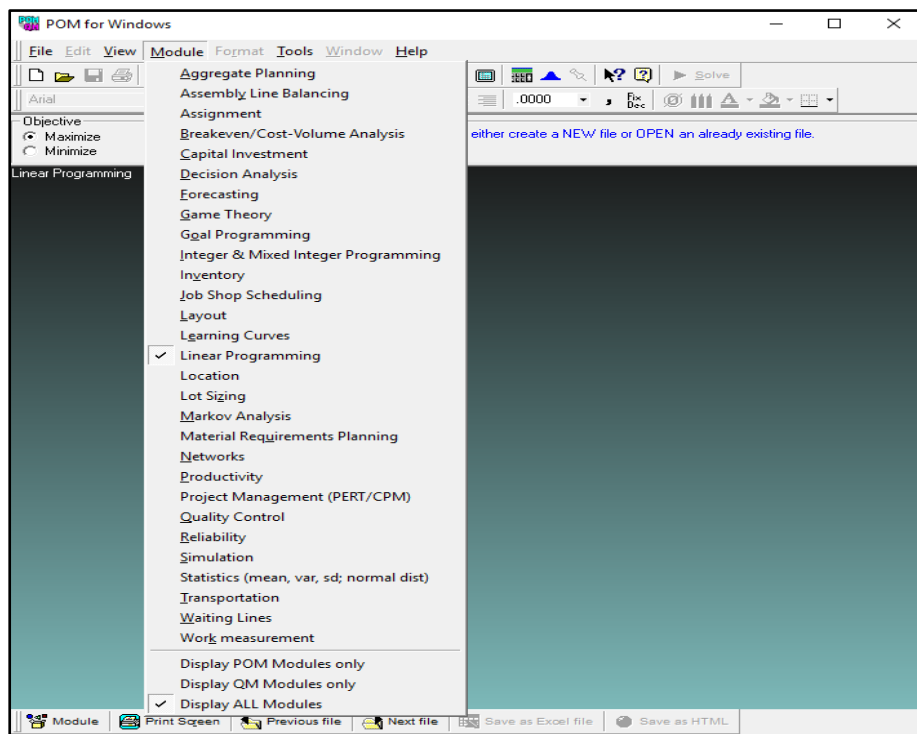 POM for Windows
File Edit View Module Format Tools Window Help
Solve
Arial
.0000
Fix Dec
Objective
Maximize
Minimize
either create a NEW file or OPEN an already existing file.
Linear Programming
Aggregate Planning
Assembly Line Balancing
Assignment
Breakeven/Cost-Volume Analysis
Capital Investment
Decision Analysis
Forecasting
Game Theory
Goal Programming
Integer & Mixed Integer Programming
Inventory
Job Shop Scheduling
Layout
Learning Curves
Linear Programming
Location
Lot Sizing
Markov Analysis
Material Requirements Planning
Networks
Productivity
Project Management (PERT/CPM)
Quality Control
Reliability
Simulation
Statistics (mean, var, sd; normal dist)
Transportation
Waiting Lines
Work measurement
Display POM Modules only
Display QM Modules only
Display ALL Modules
Module Print Screen Previous file Next file Save as Excel file Save as HTML